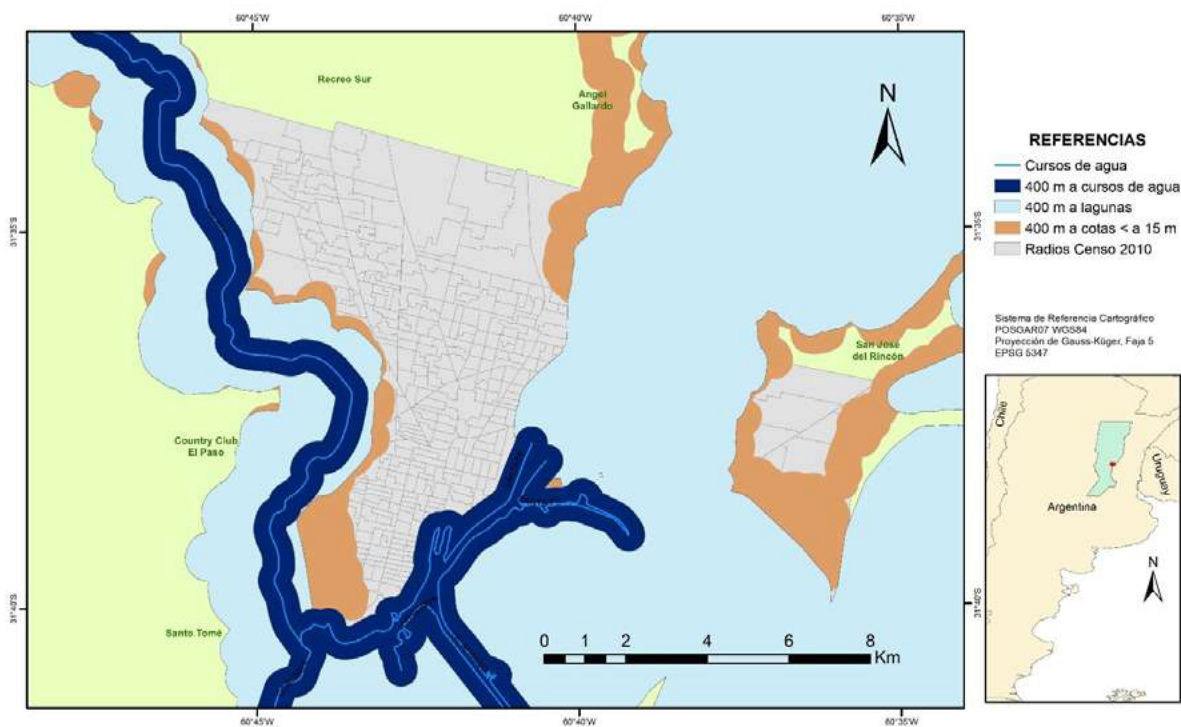 60°45'W
60°40'W
60°35'W
Recreo Sur
Angel
Gallardo
N
31°35'S
31°35'S
San José
del Rincón
Country Club
El Paso
Santo Tomé
31°40'S
31°40'S
0 1 2 4 6 8
Km
60°45'W
60°40'W
60°35'W
REFERENCIAS
Cursos de agua
400 m a cursos de agua
400 m a lagunas
400 m a cotas < a 15 m
Radios Censo 2010
Sistema de Referencia Cartográfico
POSGAR07 WGS84
Proyección de Gauss-Küger, Faja 5
EPSG 5347
Chile
Uruguay
Argentina
N